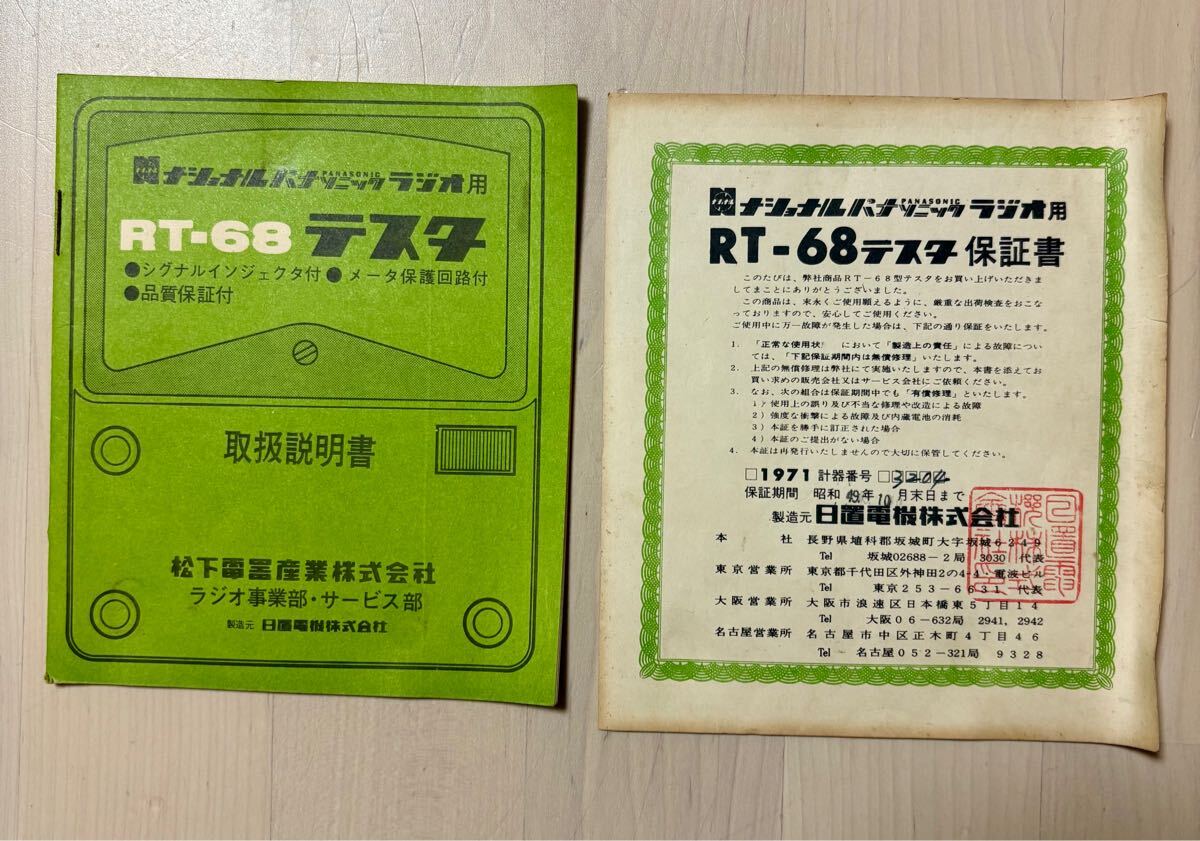 ナショナル パナソニック ラジオ用
PANASONIC
RT-68 テスタ
●シグナルインジェクタ付 ●メータ保護回路付
●品質保証付
取扱説明書
松下電器産業株式会社
ラジオ事業部・サービス部
製造元 日置電機株式会社
ナショナル パナソニック ラジオ用
PANASONIC
RT-68テスタ 保証書
このたびは、弊社商品RT-68型テスタをお買い上げいただきま
してまことにありがとうございました。
この商品は、末永くご使用願えるように、厳重な出荷検査をおこな
っておりますので、安心してご使用ください。
ご使用中に万一故障が発生した場合は、下記の通り保証をいたします。
1. 「正常な使用状 において「製造上の責任」による故障につい
ては、「下記保証期間内は無償修理」いたします。
2. 上記の無償修理は弊社にて実施いたしますので、本書を添えてお
買い求めの販売会社又はサービス会社にご依頼ください。
3. なお、次の組合は保証期間中でも「有償修理」といたします。
1) 使用上の誤り及び不当な修理や改造による故障
2) 強度な衝撃による故障及び内蔵電池の消耗
3) 本証を勝手に訂正された場合
4) 本証のご提出がない場合
4. 本証は再発行いたしませんので大切に保管してください。
□1971 計器番号 □3204
保証期間 昭和49年10月末日まで
製造元 日置電機株式会社
本社 長野県埴科郡坂城町大字坂城6249
Tel 坂城02688-2局 3030 代表
東京営業所 東京都千代田区外神田2の4-4 電波ビル
Tel 東京253-6631 代表
大阪営業所 大阪市浪速区日本橋東5丁目14
Tel 大阪06-632局 2941, 2942
名古屋営業所 名古屋市中区正木町4丁目46
Tel 名古屋052-321局 9328